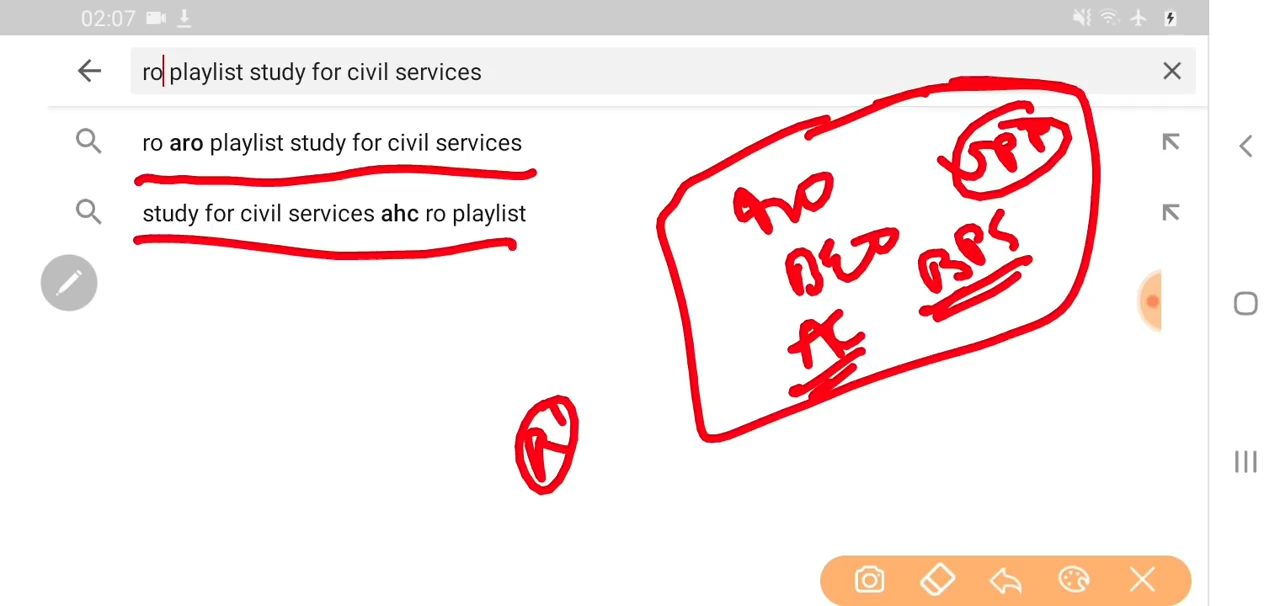 02:07
ro playlist study for civil services
ro aro playlist study for civil services
study for civil services ahc ro playlist
ARO
BEO
BPS
R